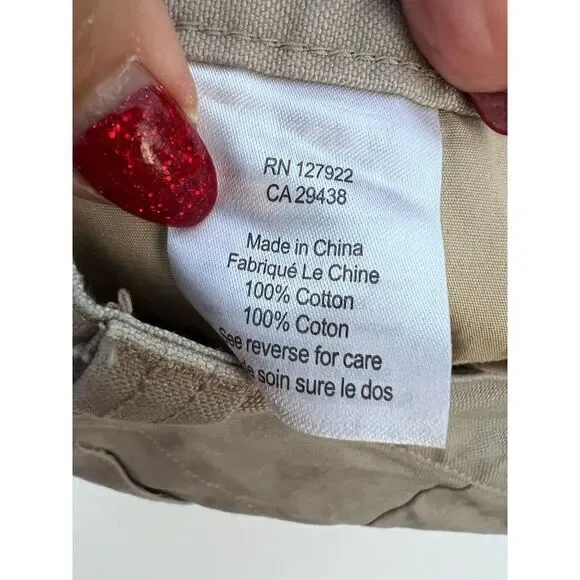 RN 127922
CA 29438
Made in China
Fabriqué Le Chine
100% Cotton
100% Coton
see reverse for care
de soin sure le dos